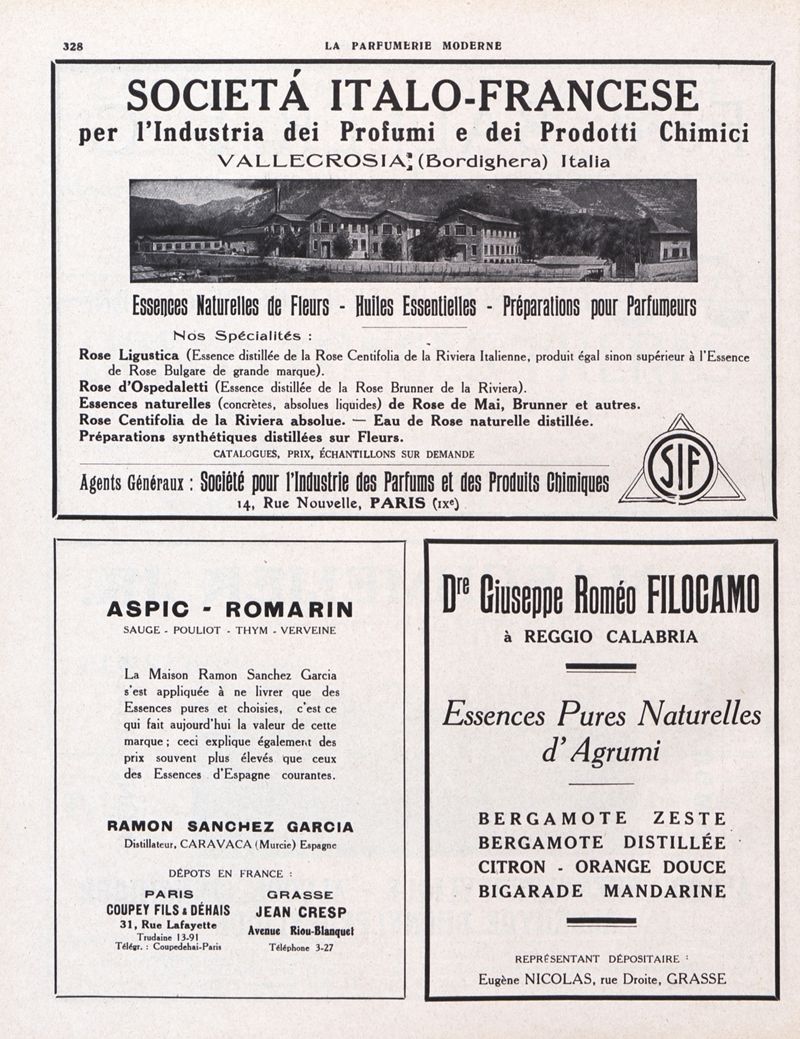 328
LA PARFUMERIE MODERNE
SOCIETÁ ITALO-FRANCESE
per l'Industria dei Profumi e dei Prodotti Chimici
VALLECROSIA, (Bordighera) Italia
Essences Naturelles de Fleurs - Huiles Essentielles - Préparations pour Parfumeurs
Nos Spécialités :
Rose Ligustica (Essence distillée de la Rose Centifolia de la Riviera Italienne, produit égal sinon supérieur à l'Essence
de Rose Bulgare de grande marque).
Rose d'Ospedaletti (Essence distillée de la Rose Brunner de la Riviera).
Essences naturelles (concrètes, absolues liquides) de Rose de Mai, Brunner et autres.
Rose Centifolia de la Riviera absolue. — Eau de Rose naturelle distillée.
Préparations synthétiques distillées sur Fleurs.
CATALOGUES, PRIX, ÉCHANTILLONS SUR DEMANDE
Agents Généraux : Société pour l'Industrie des Parfums et des Produits Chimiques
14, Rue Nouvelle, PARIS (IXe)
SIF
ASPIC - ROMARIN
SAUGE - POULIOT - THYM - VERVEINE
La Maison Ramon Sanchez Garcia
s'est appliquée à ne livrer que des
Essences pures et choisies, c'est ce
qui fait aujourd'hui la valeur de cette
marque ; ceci explique également des
prix souvent plus élevés que ceux
des Essences d'Espagne courantes.
RAMON SANCHEZ GARCIA
Distillateur, CARAVACA (Murcie) Espagne
DÉPOTS EN FRANCE :
PARIS
COUPEY FILS & DÉHAIS
31, Rue Lafayette
Trudaine 13-91
Télégr. : Coupedehai-Paris
GRASSE
JEAN CRESP
Avenue Riou-Blanquet
Téléphone 3-27
Dre Giuseppe Roméo FILOCAMO
à REGGIO CALABRIA
Essences Pures Naturelles
d'Agrumi
BERGAMOTE ZESTE
BERGAMOTE DISTILLÉE
CITRON - ORANGE DOUCE
BIGARADE MANDARINE
REPRÉSENTANT DÉPOSITAIRE :
Eugène NICOLAS, rue Droite, GRASSE